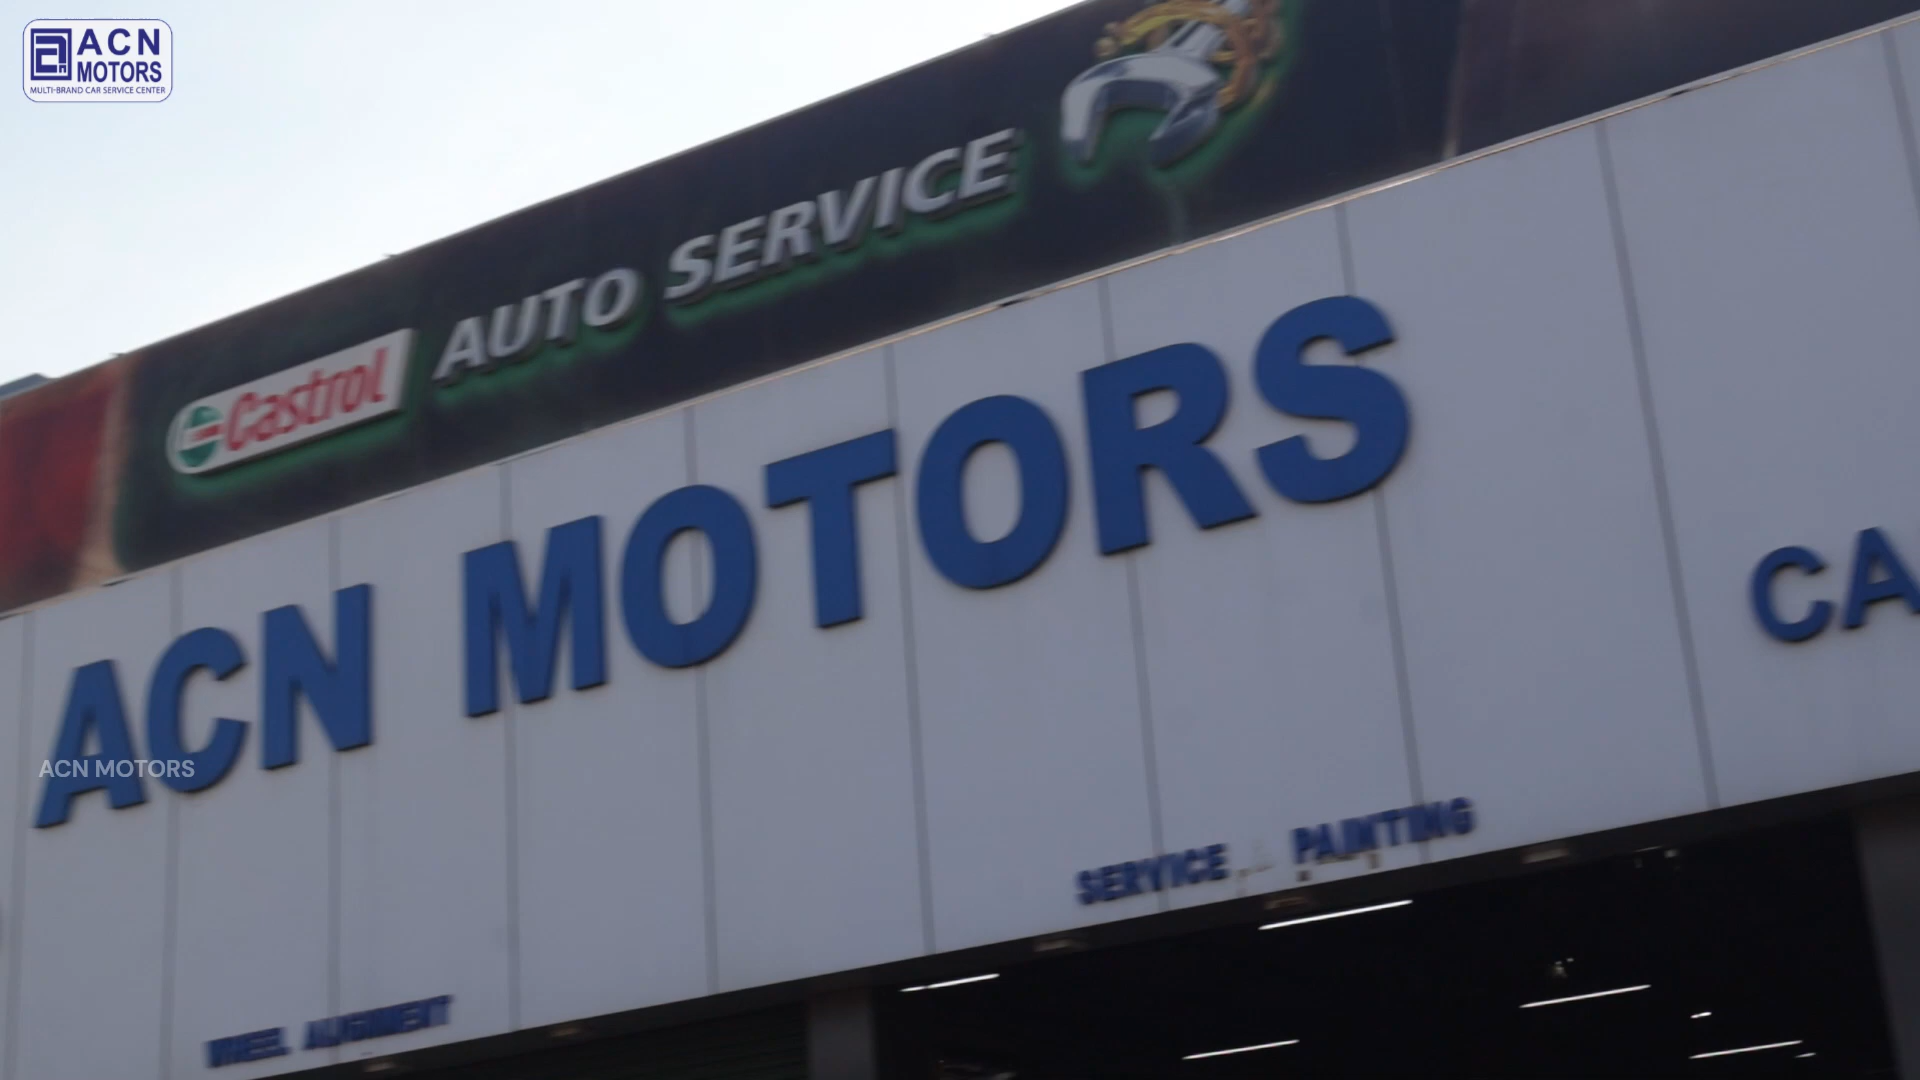 ACN
MOTORS
MULTI-BRAND CAR SERVICE CENTER
Castrol AUTO SERVICE
ACN MOTORS
CA
ACN MOTORS
SERVICE PAINTING
WHEEL ALIGNMENT